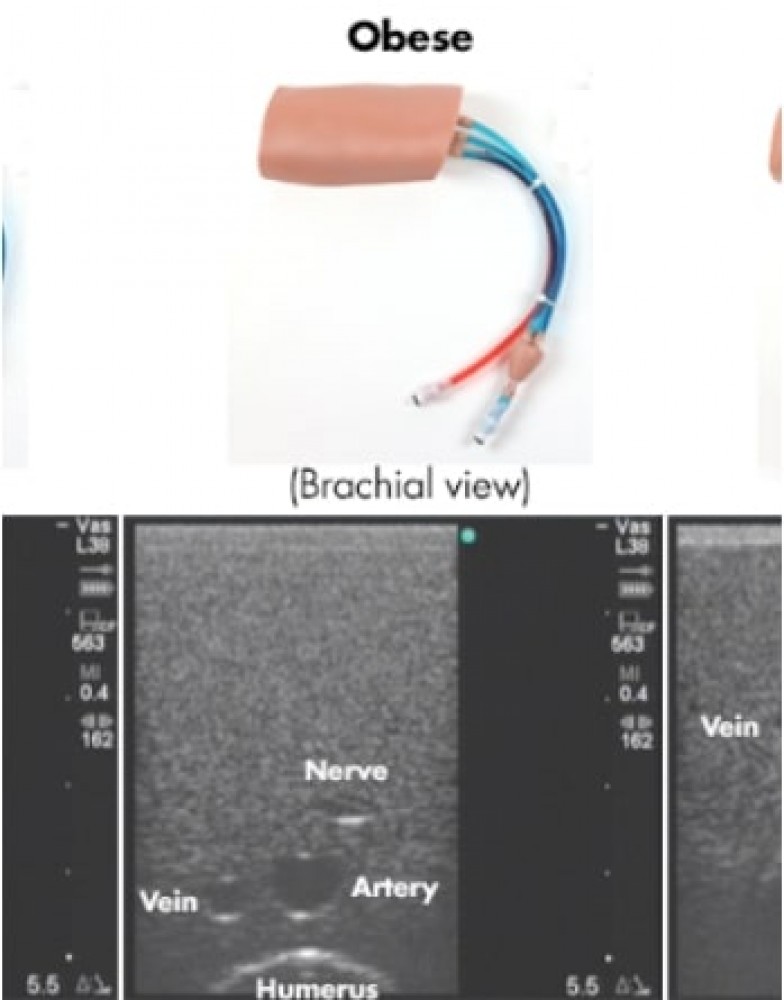 Obese
(Brachial view)
Vas
L38
563
MI
0.4
162
5.5
Nerve
Vein
Artery
Humerus
Vas
L38
563
MI
0.4
162
5.5
Vein